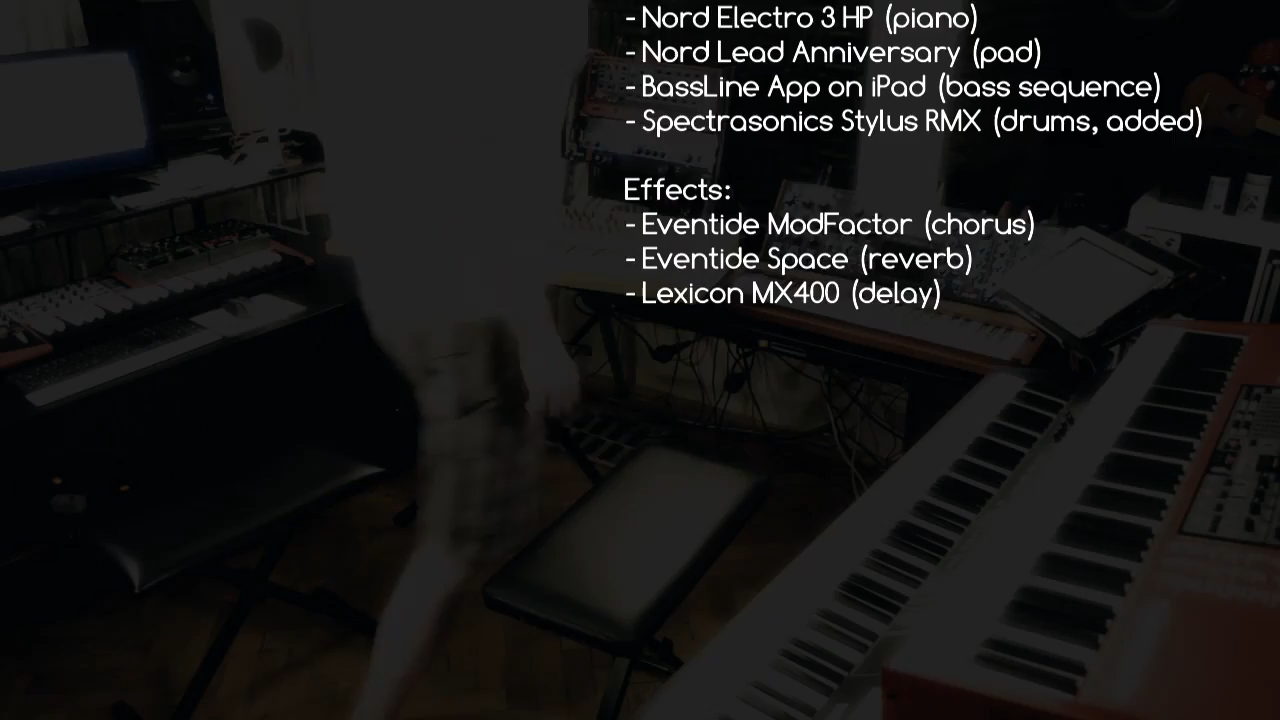 - Nord Electro 3 HP (piano)
- Nord Lead Anniversary (pad)
- BassLine App on iPad (bass sequence)
- Spectrasonics Stylus RMX (drums, added)
Effects:
- Eventide ModFactor (chorus)
- Eventide Space (reverb)
- Lexicon MX400 (delay)